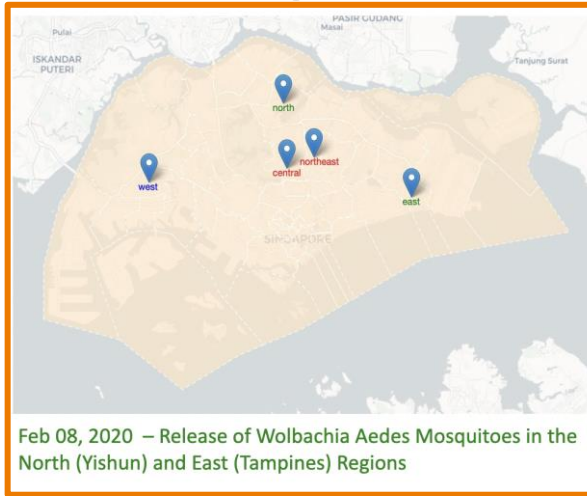 PASIR GUDANG
Masai
Pulai
ISKANDAR
PUTERI
Tanjung Surat
north
northeast
central
west
east
SINGAPORE
Feb 08, 2020 – Release of Wolbachia Aedes Mosquitoes in the
North (Yishun) and East (Tampines) Regions